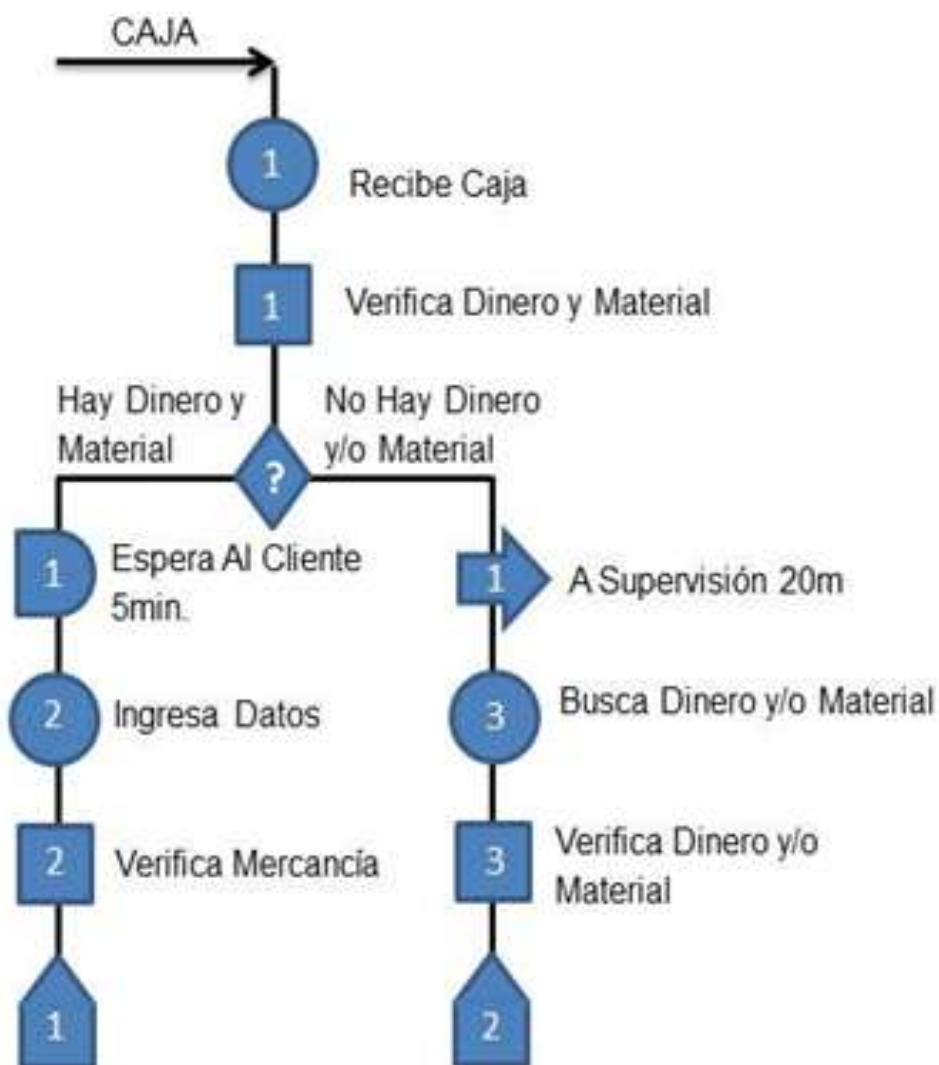 CAJA
1
Recibe Caja
1
Verifica Dinero y Material
Hay Dinero y
Material
No Hay Dinero
y/o Material
?
1
Espera Al Cliente
5min.
1
A Supervisión 20m
2
Ingresa Datos
3
Busca Dinero y/o Material
2
Verifica Mercancía
3
Verifica Dinero y/o
Material
1
2